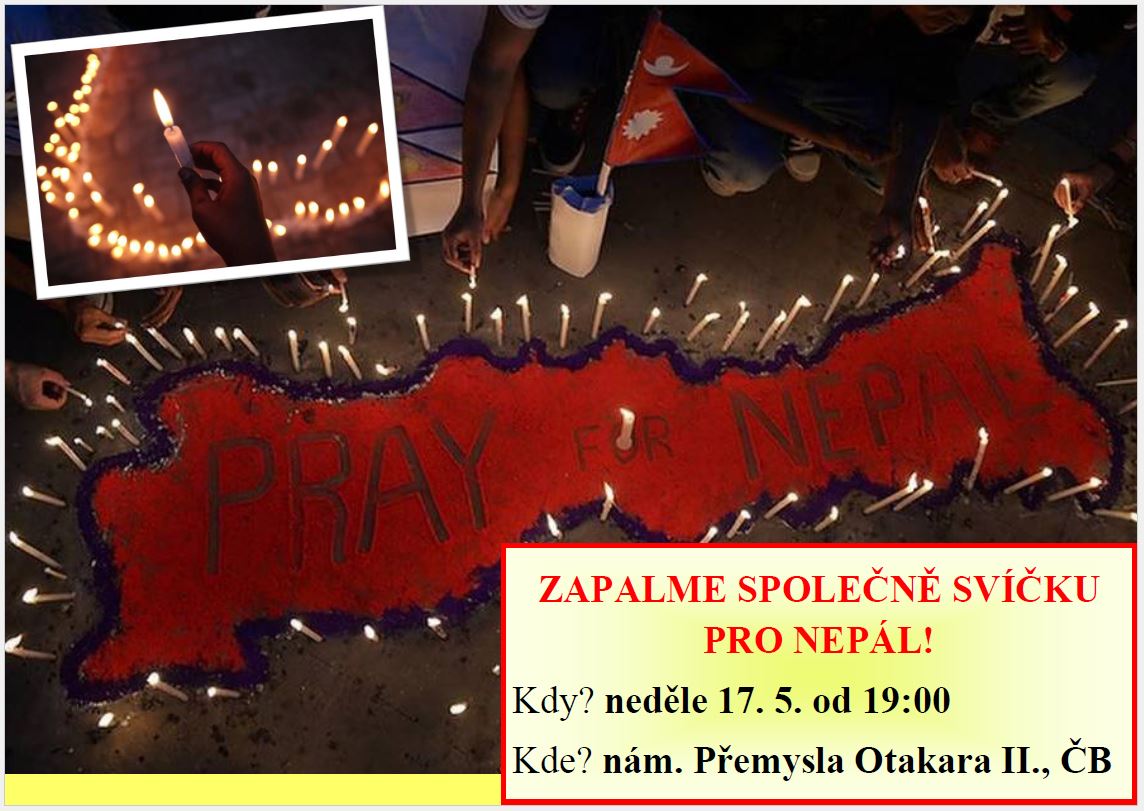 PRAY FOR NEPAL
ZAPALME SPOLEČNĚ SVÍČKU
PRO NEPÁL!
Kdy? neděle 17. 5. od 19:00
Kde? nám. Přemysla Otakara II., ČB